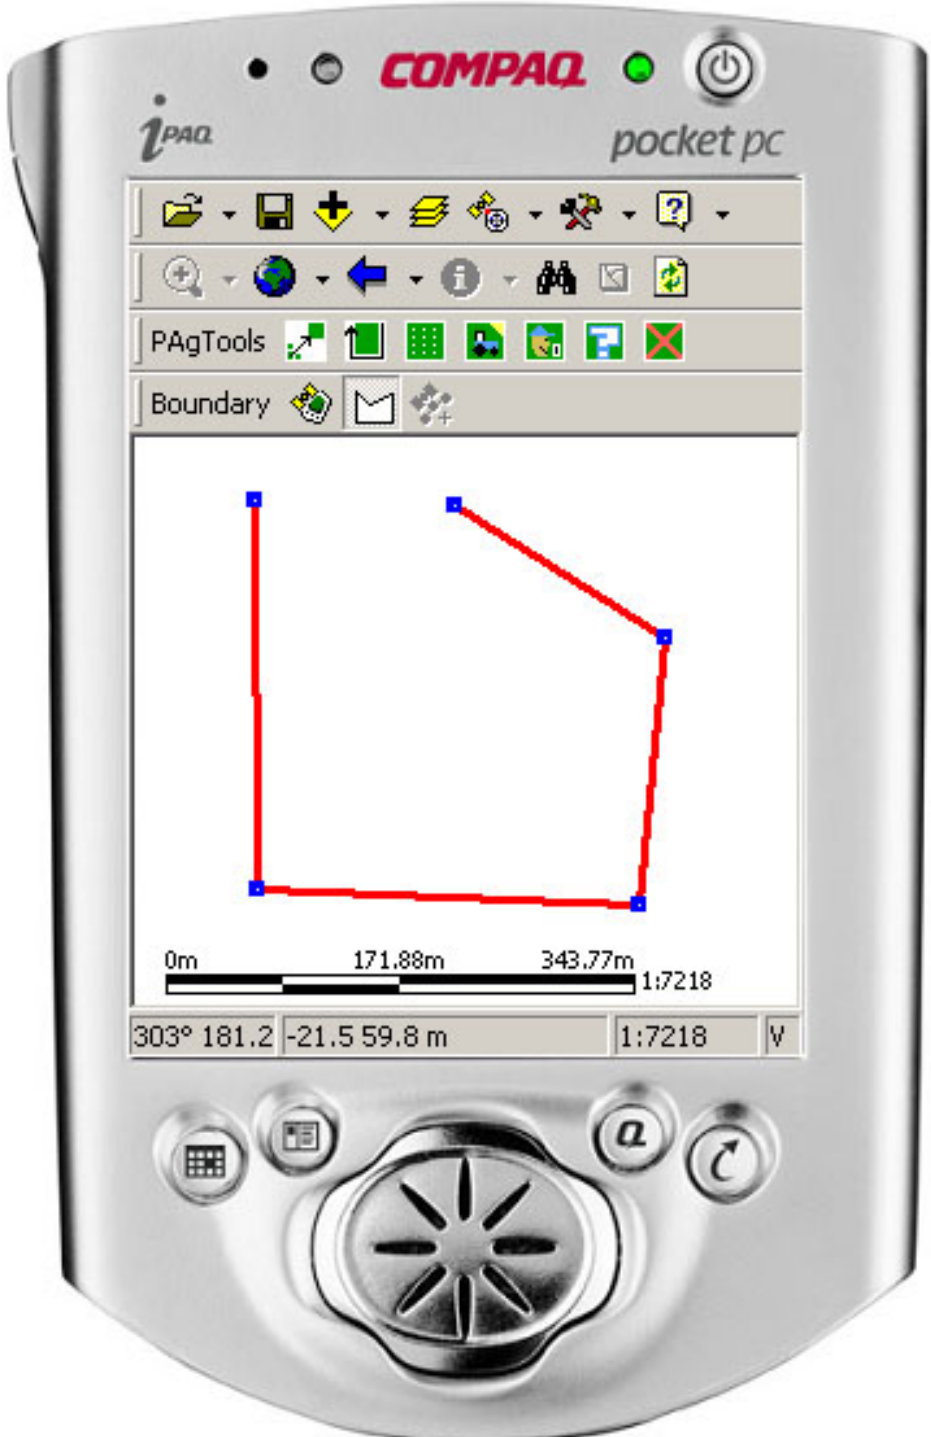 COMPAQ
iPAQ
pocket pc
PAgTools
Boundary
0m 171.88m 343.77m
1:7218
303º 181.2 -21.5 59.8 m 1:7218 V